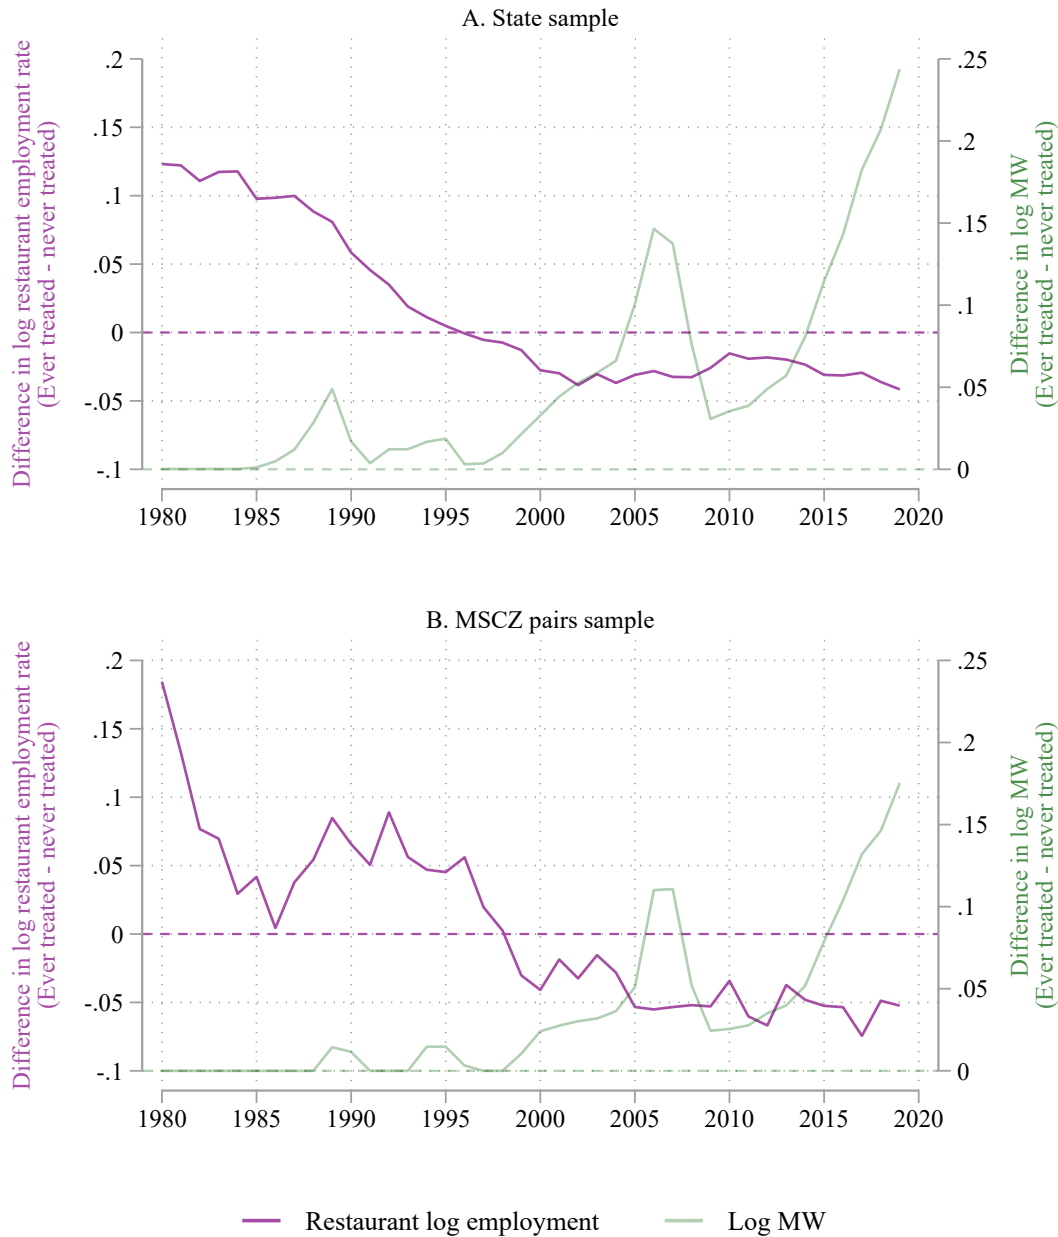 A. State sample
Difference in log restaurant employment rate
(Ever treated - never treated)
.2
.15
.1
.05
0
-.05
-.1
.25
.2
.15
.1
.05
0
Difference in log MW
(Ever treated - never treated)
1980 1985 1990 1995 2000 2005 2010 2015 2020
B. MSCZ pairs sample
Difference in log restaurant employment rate
(Ever treated - never treated)
.2
.15
.1
.05
0
-.05
-.1
.25
.2
.15
.1
.05
0
Difference in log MW
(Ever treated - never treated)
1980 1985 1990 1995 2000 2005 2010 2015 2020
Restaurant log employment Log MW